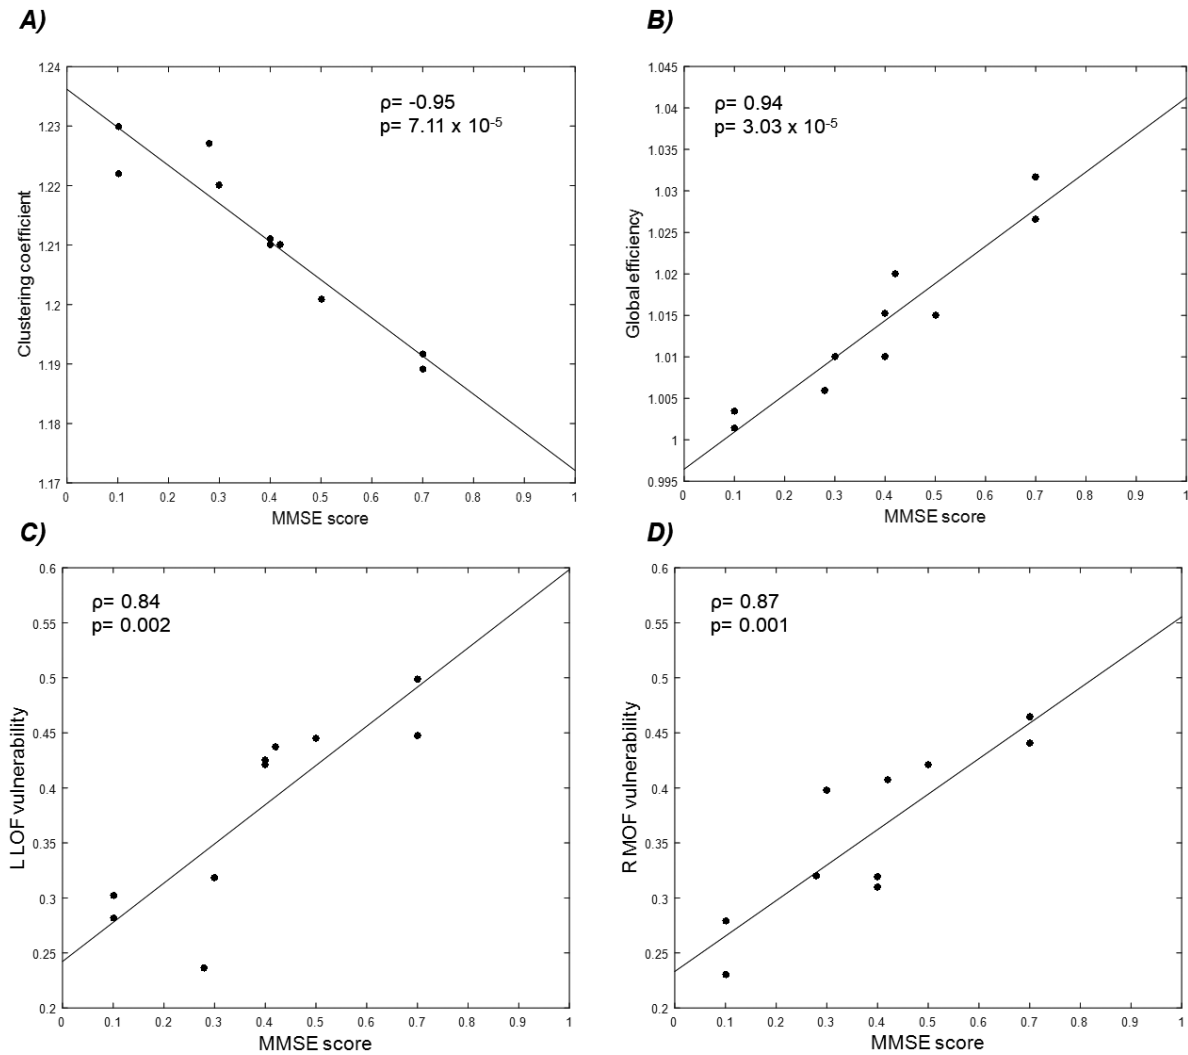 A)
ρ= -0.95
p= 7.11 x 10-5
1.24
1.23
1.22
1.21
1.2
1.19
1.18
1.17
Clustering coefficient
0 0.1 0.2 0.3 0.4 0.5 0.6 0.7 0.8 0.9 1
MMSE score
B)
ρ= 0.94
p= 3.03 x 10-5
1.045
1.04
1.035
1.03
1.025
1.02
1.015
1.01
1.005
1
0.995
Global efficiency
0 0.1 0.2 0.3 0.4 0.5 0.6 0.7 0.8 0.9 1
MMSE score
C)
ρ= 0.84
p= 0.002
0.6
0.55
0.5
0.45
0.4
0.35
0.3
0.25
0.2
L LOF vulnerability
0 0.1 0.2 0.3 0.4 0.5 0.6 0.7 0.8 0.9 1
MMSE score
D)
ρ= 0.87
p= 0.001
0.6
0.55
0.5
0.45
0.4
0.35
0.3
0.25
0.2
R MOF vulnerability
0 0.1 0.2 0.3 0.4 0.5 0.6 0.7 0.8 0.9 1
MMSE score